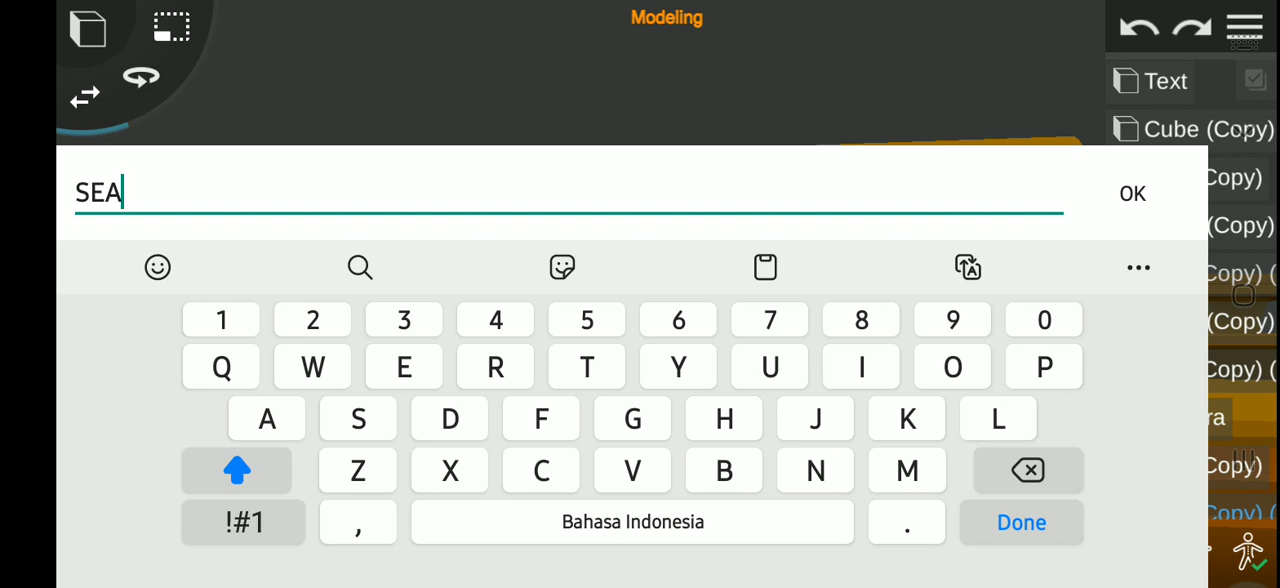 Modeling
Text
Cube (Copy)
Copy)
(Copy)
SEA
OK
Copy) (
(Copy)
1 2 3 4 5 6 7 8 9 0
Q W E R T Y U I O P
Copy) (
A S D F G H J K L
ra
Z X C V B N M
Copy)
!#1 , Bahasa Indonesia . Done
Copy) (